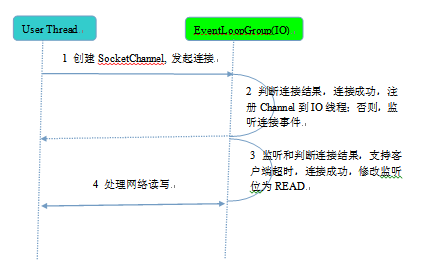 User Thread
EventLoopGroup(IO)
1 创建 SocketChannel, 发起连接.
2 判断连接结果，连接成功，注
册 Channel 到 IO 线程；否则，监
听连接事件.
3 监听和判断连接结果，支持客
户端超时，连接成功，修改监听
位为 READ.
4 处理网络读写.